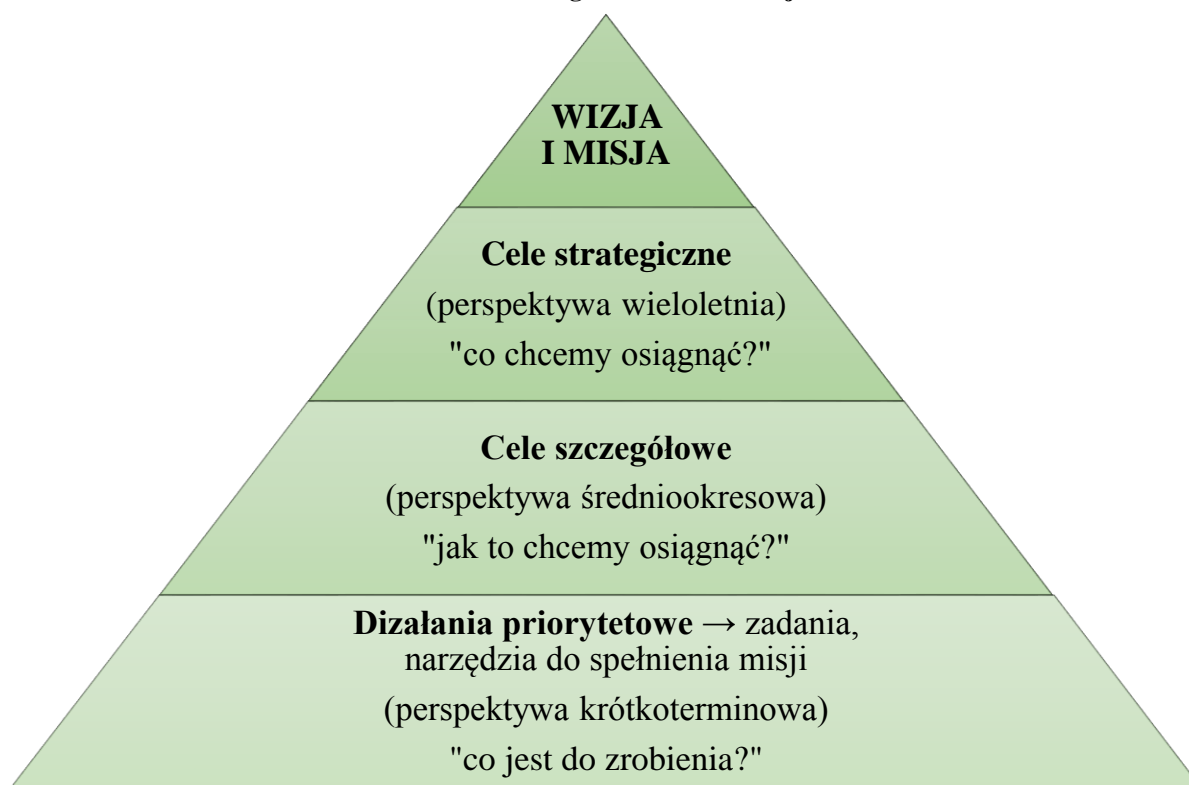 WIZJA
I MISJA
Cele strategiczne
(perspektywa wieloletnia)
"co chcemy osiągnąć?"
Cele szczegółowe
(perspektywa średniookresowa)
"jak to chcemy osiągnąć?"
Dizałania priorytetowe → zadania,
narzędzia do spełnienia misji
(perspektywa krótkoterminowa)
"co jest do zrobienia?"